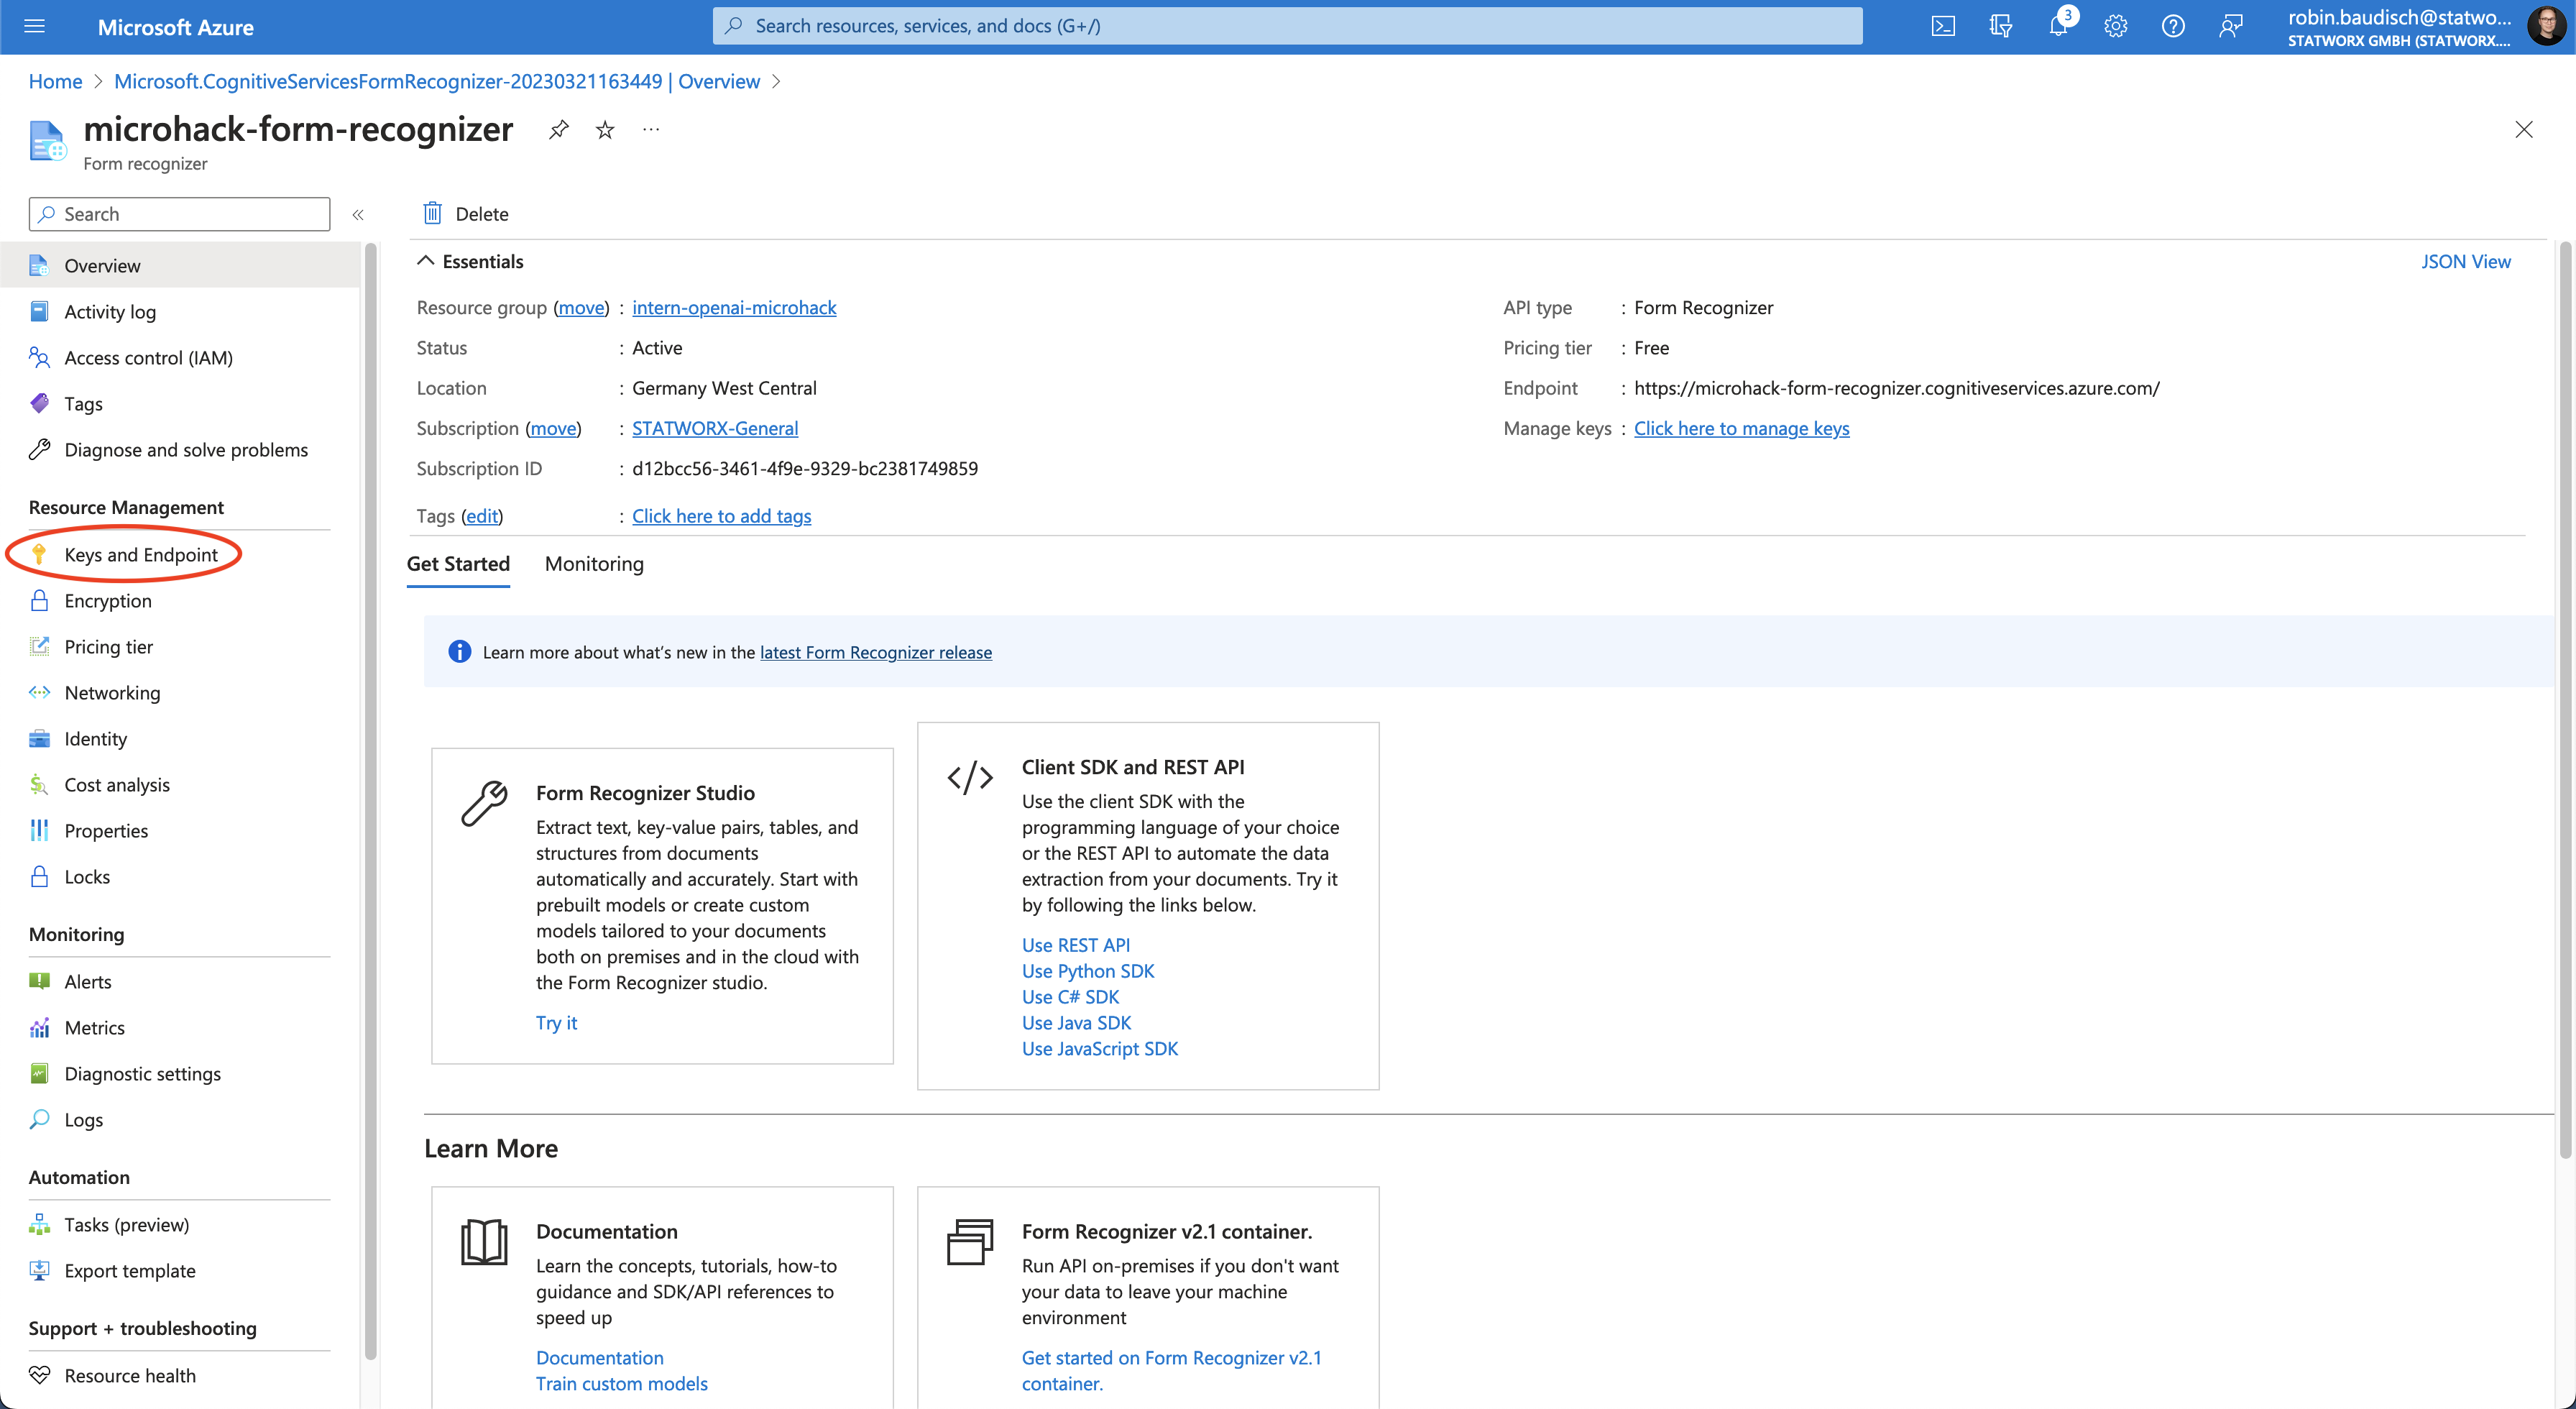 Microsoft Azure
Search resources, services, and docs (G+/)
3
robin.baudisch@statwo...
STATWORX GMBH (STATWORX....
Home > Microsoft.CognitiveServicesFormRecognizer-20230321163449 | Overview >
microhack-form-recognizer
Form recognizer
Search
«
Overview
Activity log
Access control (IAM)
Tags
Diagnose and solve problems
Resource Management
Keys and Endpoint
Encryption
Pricing tier
Networking
Identity
Cost analysis
Properties
Locks
Monitoring
Alerts
Metrics
Diagnostic settings
Logs
Automation
Tasks (preview)
Export template
Support + troubleshooting
Resource health
Delete
Essentials
JSON View
Resource group (move) : intern-openai-microhack
Status : Active
Location : Germany West Central
Subscription (move) : STATWORX-General
Subscription ID : d12bcc56-3461-4f9e-9329-bc2381749859
Tags (edit) : Click here to add tags
API type : Form Recognizer
Pricing tier : Free
Endpoint : https://microhack-form-recognizer.cognitiveservices.azure.com/
Manage keys : Click here to manage keys
Get Started Monitoring
Learn more about what's new in the latest Form Recognizer release
Form Recognizer Studio
Extract text, key-value pairs, tables, and
structures from documents
automatically and accurately. Start with
prebuilt models or create custom
models tailored to your documents
both on premises and in the cloud with
the Form Recognizer studio.
Try it
Client SDK and REST API
Use the client SDK with the
programming language of your choice
or the REST API to automate the data
extraction from your documents. Try it
by following the links below.
Use REST API
Use Python SDK
Use C# SDK
Use Java SDK
Use JavaScript SDK
Learn More
Documentation
Learn the concepts, tutorials, how-to
guidance and SDK/API references to
speed up
Documentation
Train custom models
Form Recognizer v2.1 container.
Run API on-premises if you don't want
your data to leave your machine
environment
Get started on Form Recognizer v2.1
container.